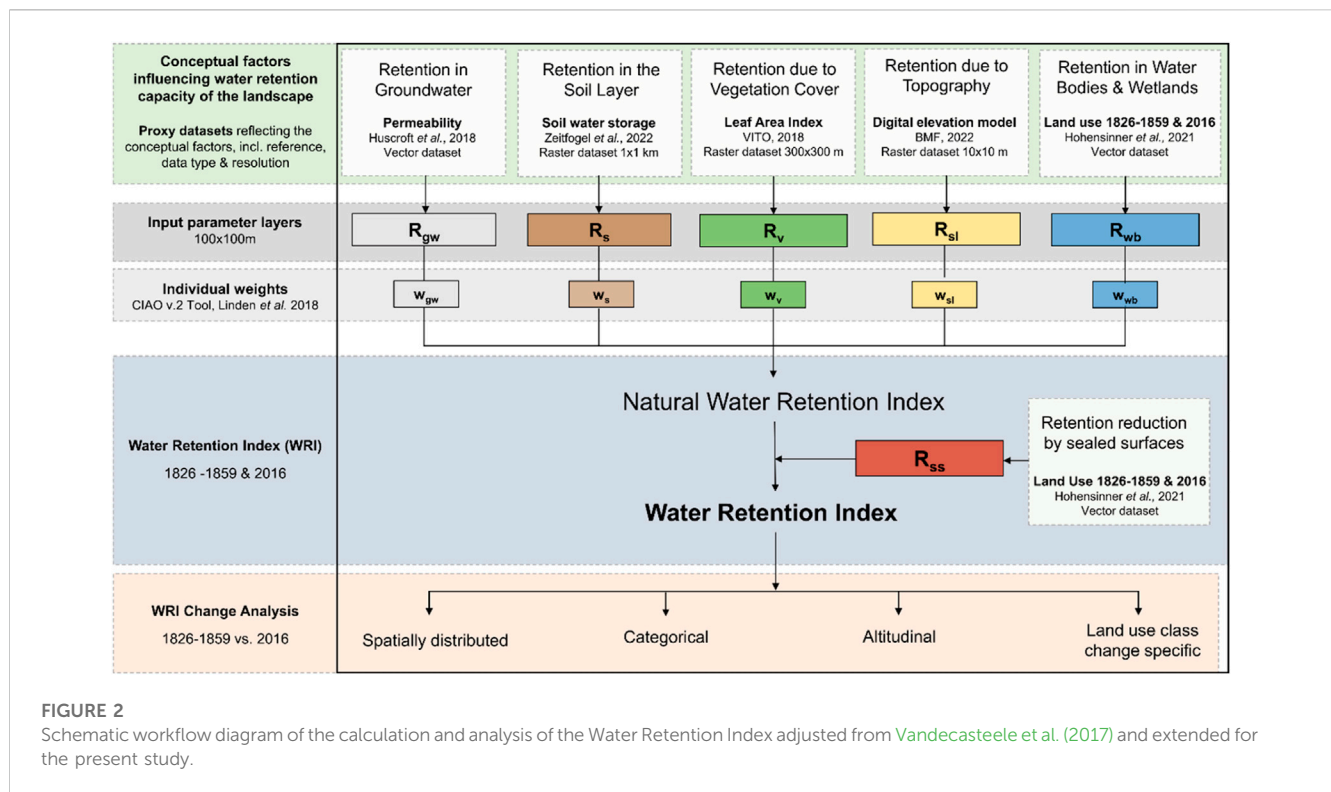 Conceptual factors
influencing water retention
capacity of the landscape
Proxy datasets reflecting the
conceptual factors, incl. reference,
data type & resolution
Retention in
Groundwater
Permeability
Huscroft et al., 2018
Vector dataset
Retention in the
Soil Layer
Soil water storage
Zeitfogel et al., 2022
Raster dataset 1x1 km
Retention due to
Vegetation Cover
Leaf Area Index
VITO, 2018
Raster dataset 300x300 m
Retention due to
Topography
Digital elevation model
BMF, 2022
Raster dataset 10x10 m
Retention in Water
Bodies & Wetlands
Land use 1826-1859 & 2016
Hohensinner et al., 2021
Vector dataset
Input parameter layers
100x100m
Rgw
Rs
Rv
Rsl
Rwb
Individual weights
CIAO v.2 Tool, Linden et al. 2018
wgw
ws
wv
wsl
wwb
Water Retention Index (WRI)
1826 -1859 & 2016
Natural Water Retention Index
Rss
Retention reduction
by sealed surfaces
Land Use 1826-1859 & 2016
Hohensinner et al., 2021
Vector dataset
Water Retention Index
WRI Change Analysis
1826-1859 vs. 2016
Spatially distributed
Categorical
Altitudinal
Land use class
change specific
FIGURE 2
Schematic workflow diagram of the calculation and analysis of the Water Retention Index adjusted from Vandecasteele et al. (2017) and extended for
the present study.